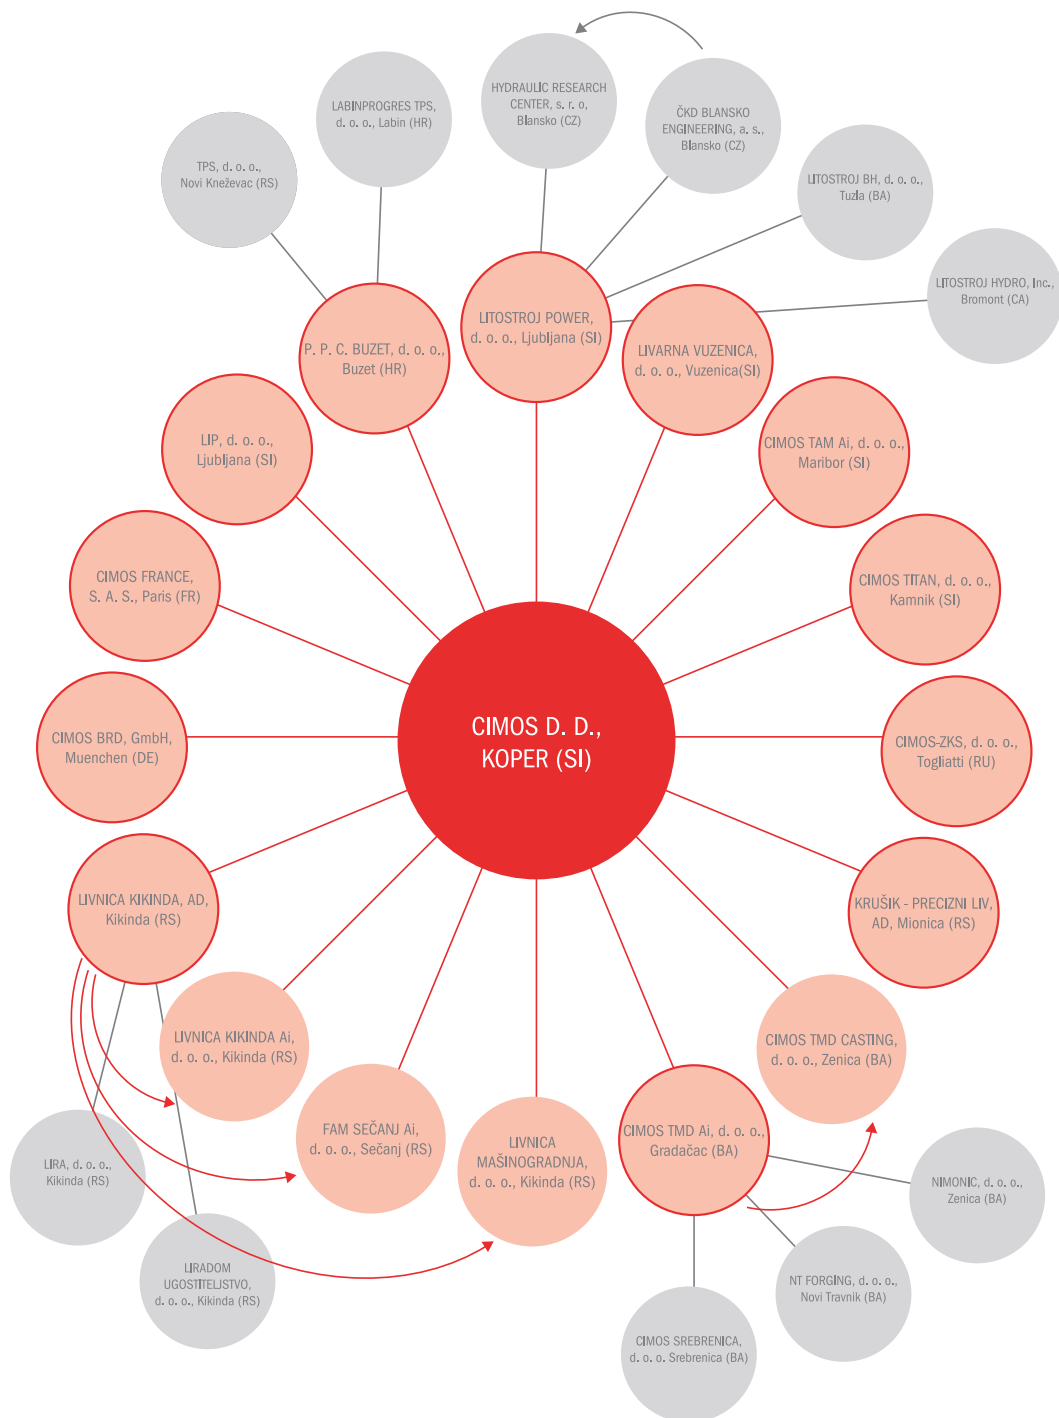 HYDRAULIC RESEARCH
CENTER, s. r. o,
Blansko (CZ)
ČKD BLANSKO
ENGINEERING, a. s.,
Blansko (CZ)
LABINPROGRES TPS,
d. o. o., Labin (HR)
TPS, d. o. o.,
Novi Kneževac (RS)
LITOSTROJ BH, d. o. o.,
Tuzla (BA)
LITOSTROJ HYDRO, Inc.,
Bromont (CA)
P. P. C. BUZET, d. o. o.,
Buzet (HR)
LITOSTROJ POWER,
d. o. o., Ljubljana (SI)
LIVARNA VUZENICA,
d. o. o., Vuzenica(SI)
LIP, d. o. o.,
Ljubljana (SI)
CIMOS TAM Ai, d. o. o.,
Maribor (SI)
CIMOS FRANCE,
S. A. S., Paris (FR)
CIMOS TITAN, d. o. o.,
Kamnik (SI)
CIMOS BRD, GmbH,
Muenchen (DE)
CIMOS D. D.,
KOPER (SI)
CIMOS-ZKS, d. o. o.,
Togliatti (RU)
LIVNICA KIKINDA, AD,
Kikinda (RS)
KRUŠIK - PRECIZNI LIV,
AD, Mionica (RS)
LIVNICA KIKINDA Ai,
d. o. o., Kikinda (RS)
CIMOS TMD CASTING,
d. o. o., Zenica (BA)
FAM SEČANJ Ai,
d. o. o., Sečanj (RS)
LIVNICA
MAŠINOGRADNJA,
d. o. o., Kikinda (RS)
CIMOS TMD Ai, d. o. o.,
Gradačac (BA)
LIRA, d. o. o.,
Kikinda (RS)
NIMONIC, d. o. o.,
Zenica (BA)
LIRADOM
UGOSTITELJSTVO,
d. o. o., Kikinda (RS)
NT FORGING, d. o. o.,
Novi Travnik (BA)
CIMOS SREBRENICA,
d. o. o. Srebrenica (BA)